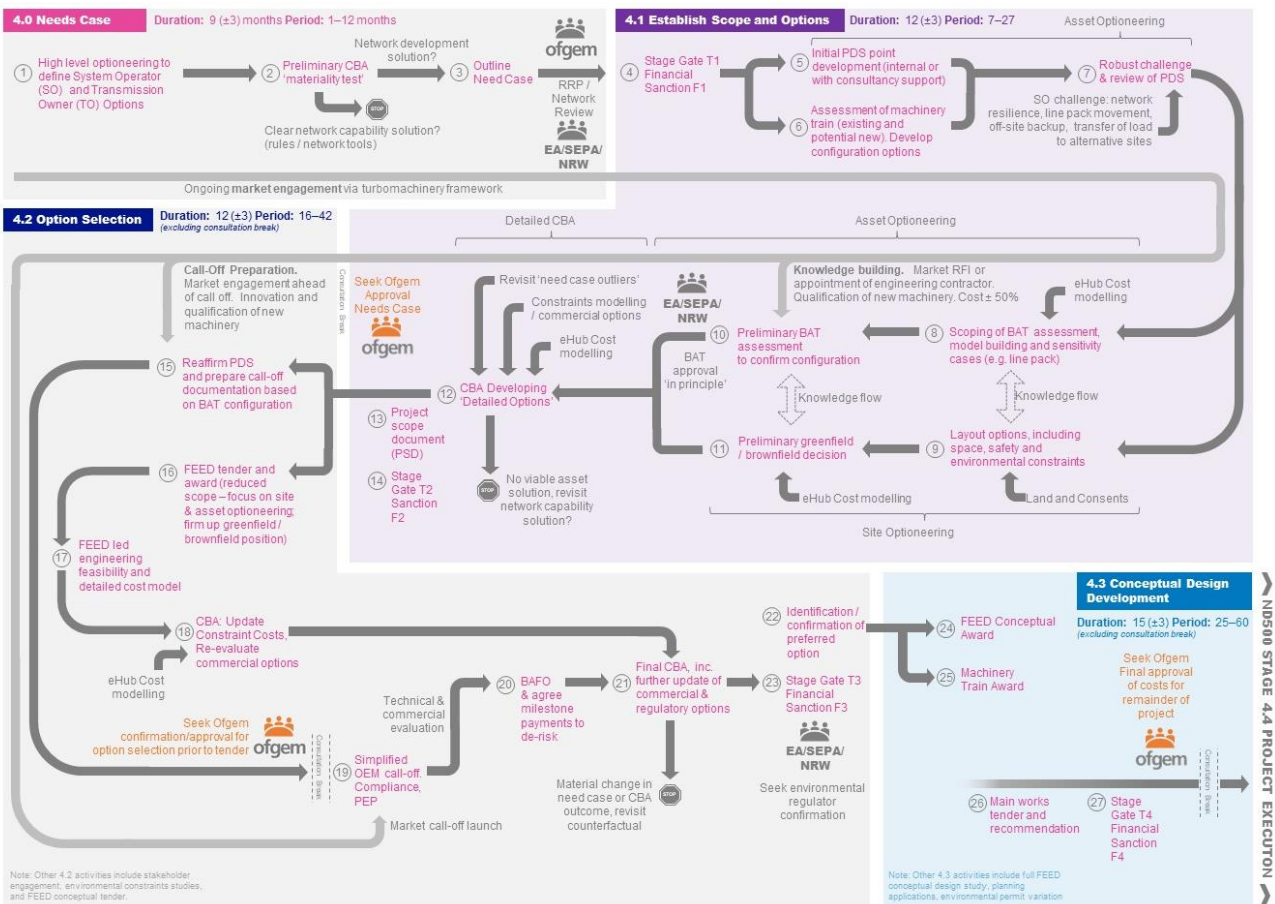 4.0 Needs Case
Duration: 9 (±3) months Period: 1–12 months
1 High level optioneering to
define System Operator
(SO) and Transmission
Owner (TO) Options
2 Preliminary CBA
‘materiality test’
STOP
Clear network capability solution?
(rules / network tools)
Network development
solution?
3 Outline
Need Case
ofgem
RRP /
Network
Review
EA/SEPA/
NRW
Ongoing market engagement via turbomachinery framework
4.1 Establish Scope and Options
Duration: 12 (±3) Period: 7–27
Asset Optioneering
4 Stage Gate T1
Financial
Sanction F1
5 Initial PDS point
development (internal or
with consultancy support)
6 Assessment of machinery
train (existing and
potential new). Develop
configuration options
7 Robust challenge
& review of PDS
SO challenge: network
resilience, line pack movement,
off-site backup, transfer of load
to alternative sites
Detailed CBA
Asset Optioneering
Revisit ‘need case outliers’
Constraints modelling
/ commercial options
eHub Cost
modelling
EA/SEPA/
NRW
BAT
approval
‘in principle’
Knowledge building. Market RFI or
appointment of engineering contractor.
Qualification of new machinery. Cost ± 50%
eHub Cost
modelling
8 Scoping of BAT assessment,
model building and sensitivity
cases (e.g. line pack)
10 Preliminary BAT
assessment
to confirm configuration
Knowledge flow
Knowledge flow
9 Layout options, including
space, safety and
environmental constraints
11 Preliminary greenfield
/ brownfield decision
eHub Cost modelling
Land and Consents
Site Optioneering
12 CBA Developing
‘Detailed Options’
13 Project
scope
document
(PSD)
14 Stage
Gate T2
Sanction
F2
STOP
No viable asset
solution, revisit
network capability
solution?
4.2 Option Selection
Duration: 12 (±3) Period: 16–42
(excluding consultation break)
Call-Off Preparation.
Market engagement ahead
of call off. Innovation and
qualification of new
machinery
Consultation Break
Seek Ofgem
Approval
Needs Case
ofgem
15 Reaffirm PDS
and prepare call-off
documentation based
on BAT configuration
16 FEED tender and
award (reduced
scope – focus on site
& asset optioneering;
firm up greenfield /
brownfield position)
17 FEED led
engineering
feasibility and
detailed cost model
18 CBA: Update
Constraint Costs,
Re-evaluate
commercial options
eHub Cost
modelling
Seek Ofgem
confirmation/approval for
option selection prior to tender
ofgem
Consultation Break
19 Simplified
OEM call-off.
Compliance,
PEP
Market call-off launch
Technical &
commercial
evaluation
20 BAFO
& agree
milestone
payments to
de-risk
21 Final CBA, inc.
further update of
commercial &
regulatory options
Material change in
need case or CBA
outcome, revisit
counterfactual
STOP
22 Identification /
confirmation of
preferred
option
23 Stage Gate T3
Financial
Sanction F3
EA/SEPA/
NRW
Seek environmental
regulator
confirmation
Note: Other 4.2 activities include stakeholder
engagement, environmental constraints studies,
and FEED conceptual tender.
4.3 Conceptual Design
Development
Duration: 15 (±3) Period: 25–60
(excluding consultation break)
24 FEED Conceptual
Award
25 Machinery
Train Award
Seek Ofgem
Final approval
of costs for
remainder of
project
ofgem
Consultation Break
26 Main works
tender and
recommendation
27 Stage
Gate T4
Financial
Sanction
F4
Note: Other 4.3 activities include full FEED
conceptual design study, planning
applications, environmental permit variation
ND500 STAGE 4.4 PROJECT EXECUTON